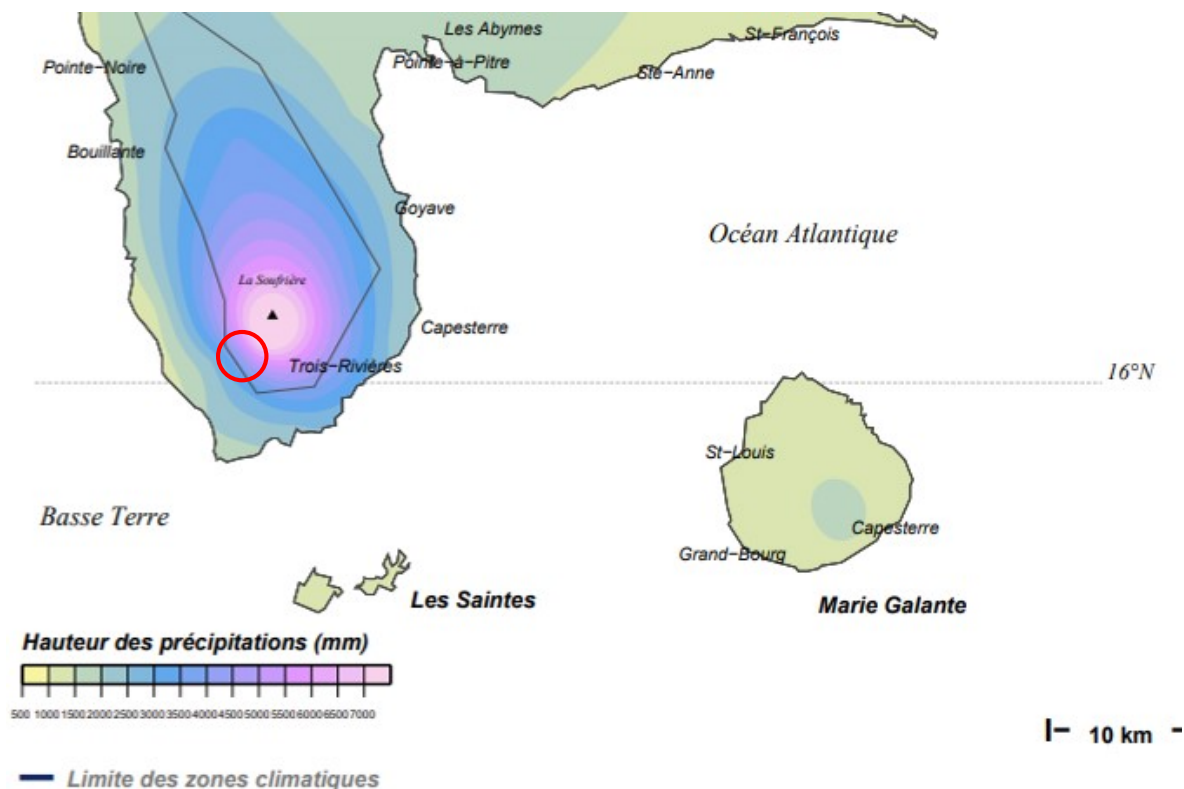 Les Abymes
St-François
Pointe-Noire
Pointe-à-Pitre
Ste-Anne
Bouillante
Goyave
Océan Atlantique
La Soufrière
Capesterre
Trois-Rivières
16°N
St-Louis
Basse Terre
Capesterre
Grand-Bourg
Les Saintes
Marie Galante
Hauteur des précipitations (mm)
500 1000 1500 2000 2500 3000 3500 4000 4500 5000 5500 6000 6500 7000
10 km
Limite des zones climatiques